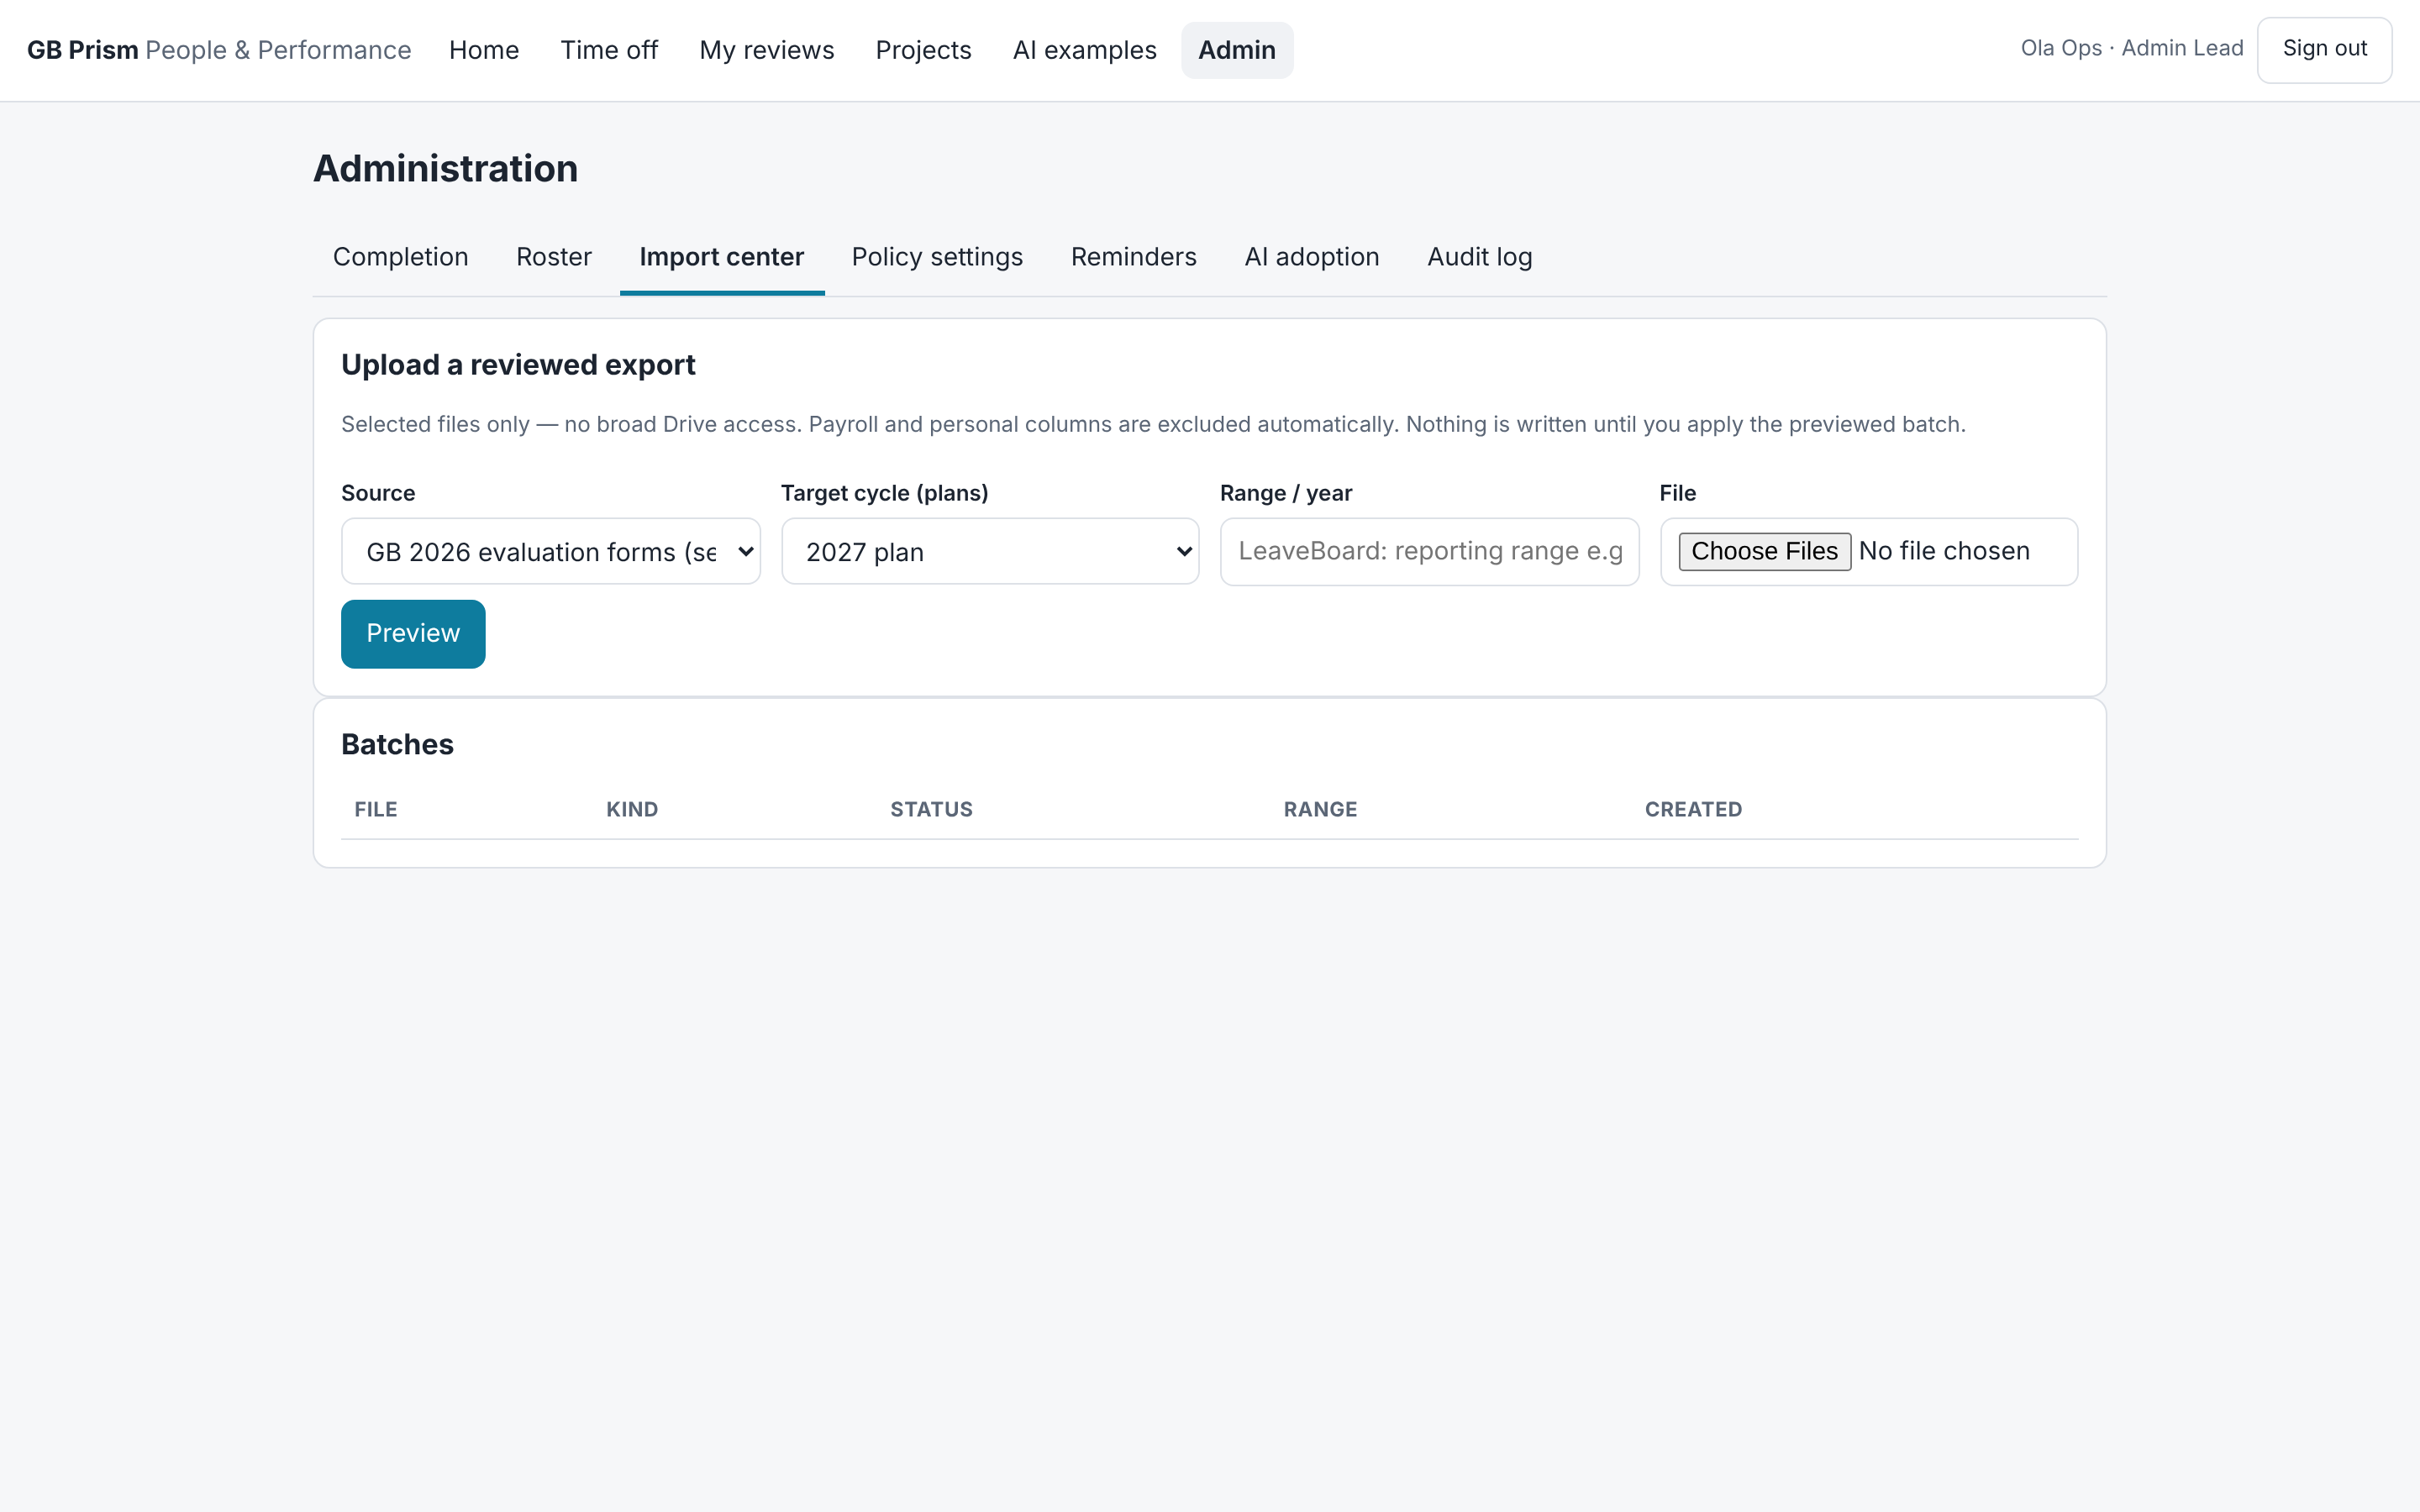 GB Prism People & Performance Home Time off My reviews Projects AI examples Admin Ola Ops · Admin Lead Sign out
Administration
Completion Roster Import center Policy settings Reminders AI adoption Audit log
Upload a reviewed export
Selected files only — no broad Drive access. Payroll and personal columns are excluded automatically. Nothing is written until you apply the previewed batch.
Source Target cycle (plans) Range / year File
GB 2026 evaluation forms (se 2027 plan LeaveBoard: reporting range e.g Choose Files No file chosen
Preview
Batches
FILE KIND STATUS RANGE CREATED